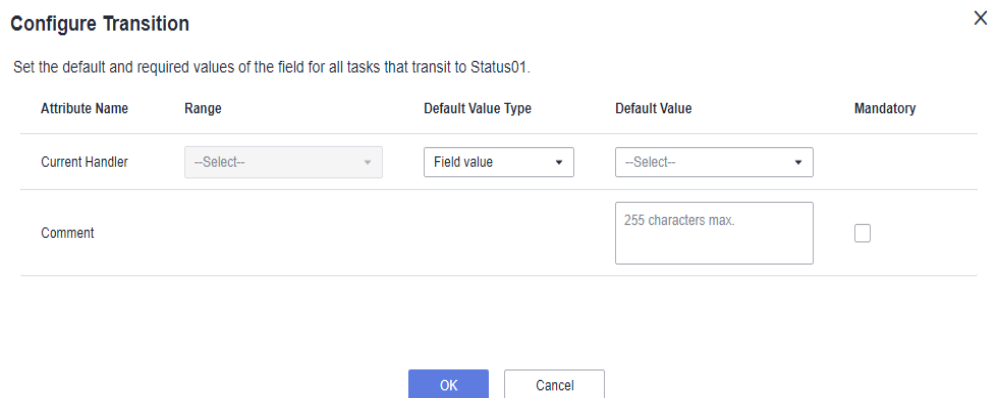 Configure Transition
Set the default and required values of the field for all tasks that transit to Status01.
Attribute Name Range Default Value Type Default Value Mandatory
Current Handler --Select-- Field value --Select--
255 characters max.
Comment
OK Cancel